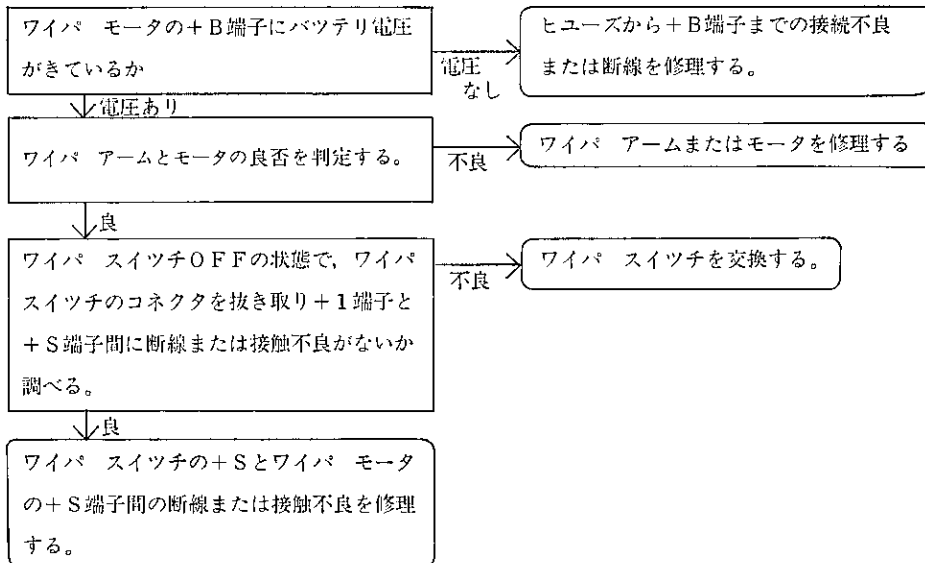 ワイパ モータの+B端子にバツテリ電圧
がきているか
電圧
なし
ヒユーズから+B端子までの接続不良
または断線を修理する。
電圧あり
ワイパ アームとモータの良否を判定する。
不良
ワイパ アームまたはモータを修理する
良
ワイパ スイツチOFFの状態で,ワイパ
スイツチのコネクタを抜き取り+1端子と
+S端子間に断線または接触不良がないか
調べる。
不良
ワイパ スイツチを交換する。
良
ワイパ スイツチの+Sとワイパ モータ
の+S端子間の断線または接触不良を修理
する。